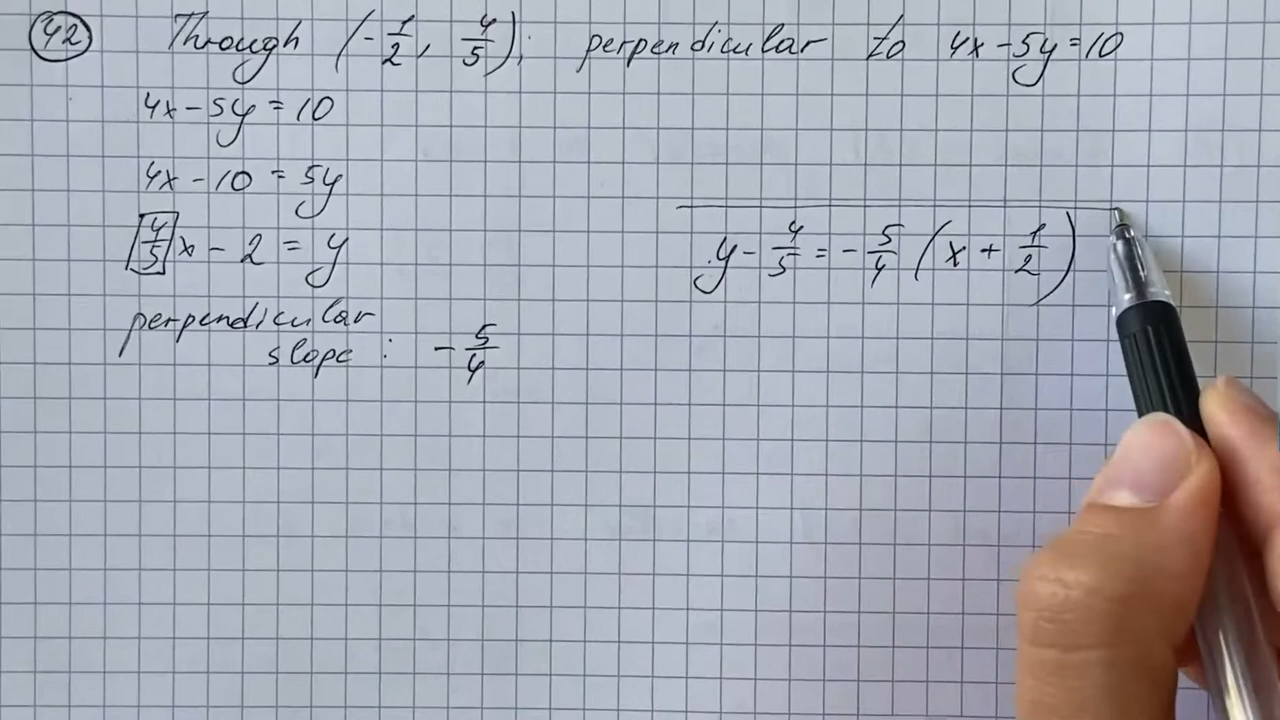 42 Through (-1/2, 4/5); perpendicular to 4x-5y=10
4x-5y=10
4x-10=5y
4/5 x-2=y
perpendicular
slope: -5/4
y-4/5=-5/4(x+1/2)